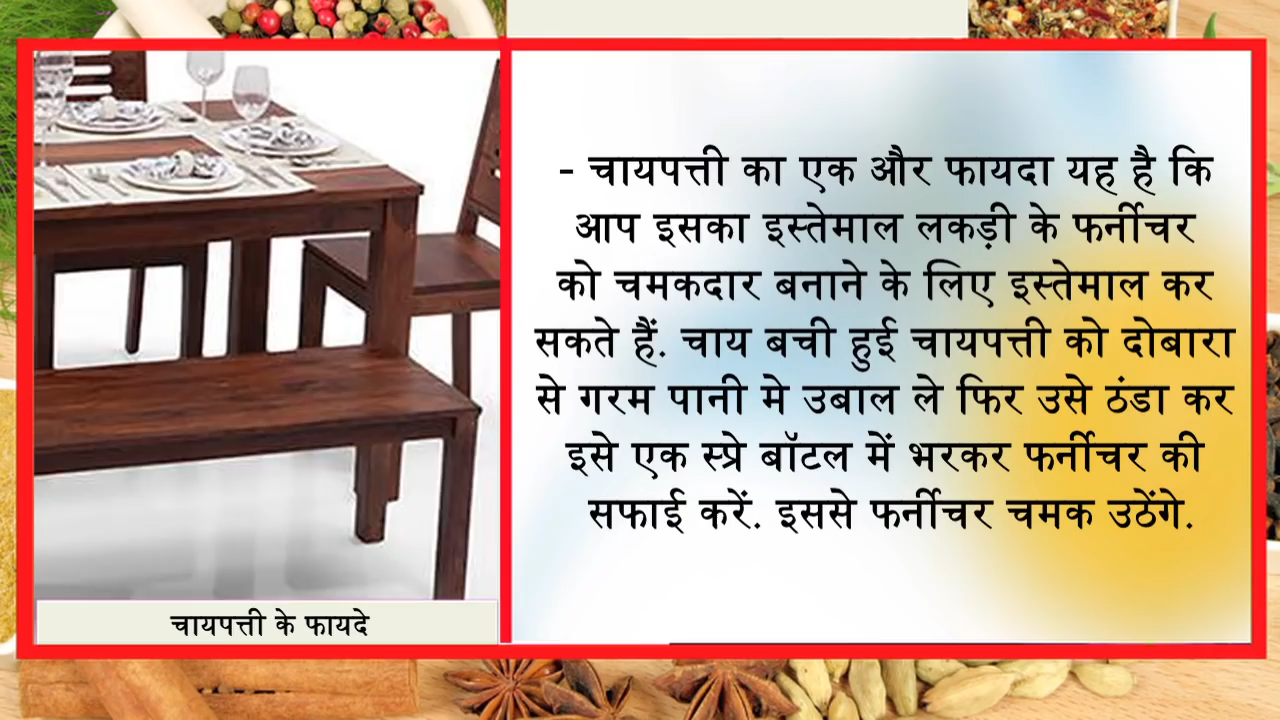 - चायपत्ती का एक और फायदा यह है कि
आप इसका इस्तेमाल लकड़ी के फर्नीचर
को चमकदार बनाने के लिए इस्तेमाल कर
सकते हैं. चाय बची हुई चायपत्ती को दोबारा
से गरम पानी मे उबाल ले फिर उसे ठंडा कर
इसे एक स्प्रे बॉटल में भरकर फर्नीचर की
सफाई करें. इससे फर्नीचर चमक उठेंगे.
चायपत्ती के फायदे